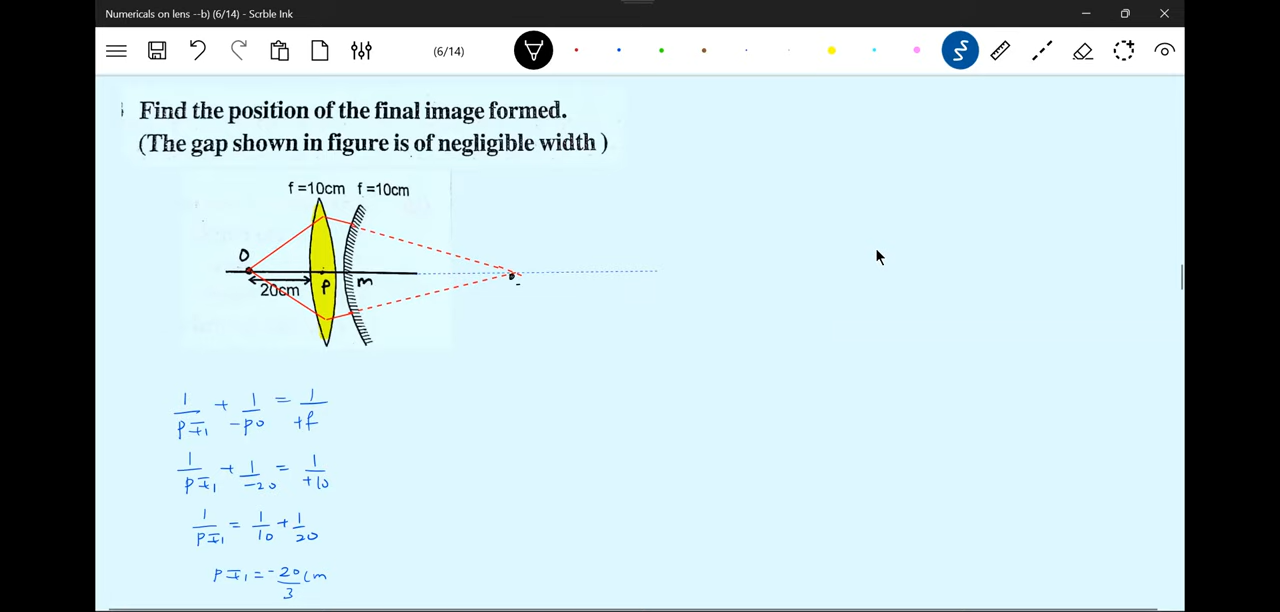 Numericals on lens --b) (6/14) - Scrble Ink
(6/14)
Find the position of the final image formed.
(The gap shown in figure is of negligible width )
f =10cm f =10cm
O
20cm P m
1/PI₁ + 1/-PO = 1/+f
1/PI₁ + 1/-20 = 1/+10
1/PI₁ = 1/10 + 1/20
PI₁ = -20/3 cm